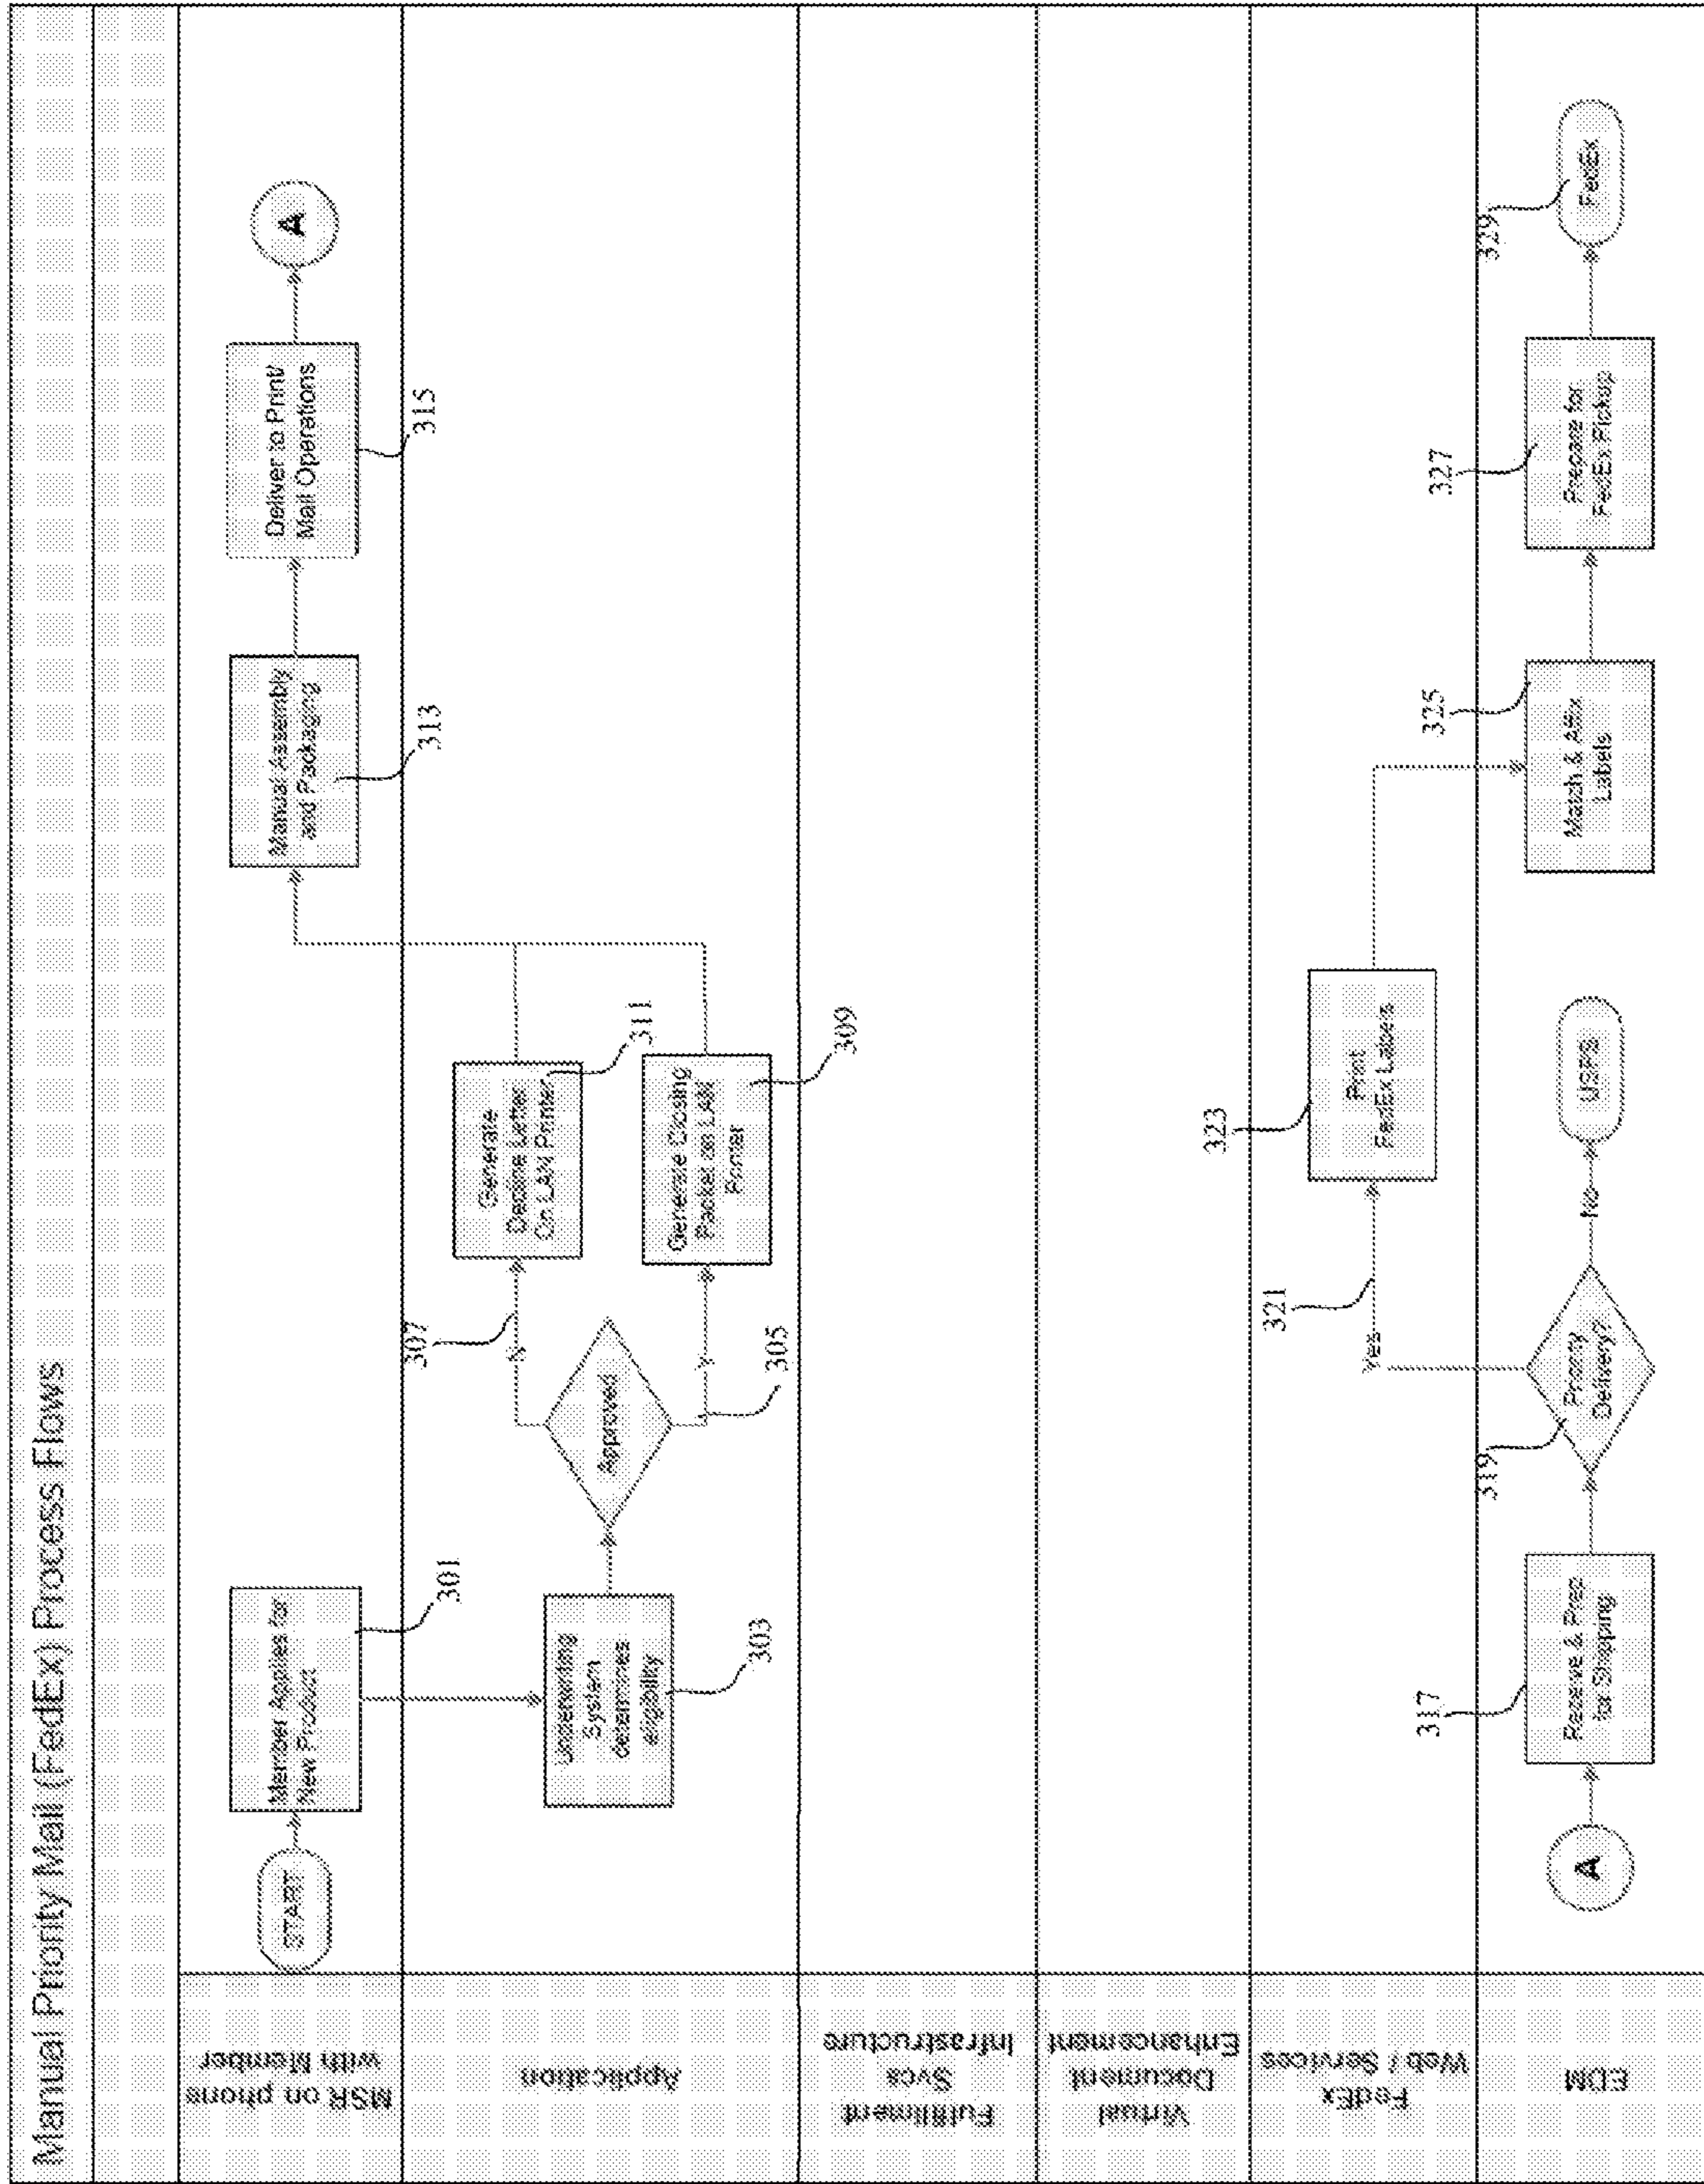 Manual Priority Mail (FedEx) Process Flows
MSR on phone
with Member
START
Member Applies for
New Product
301
Manual Assembly
and Packaging
313
Deliver to Print/
Mail Operations
315
A
Application
Underwriting
System
determines
eligibility
303
Approved
N
307
Y
305
Generate
Decline Letter
On LAN Printer
311
Generate Closing
Packet on LAN
Printer
309
Fulfillment
Svcs
Infrastructure
Virtual
Document
Enhancement
FedEx
Web / Services
Yes
321
Print
FedEx Labels
323
EDM
A
Receive & Prep
for Shipping
317
Priority
Delivery?
319
No
USPS
Match & Affix
Labels
325
Prepare for
FedEx Pickup
327
FedEx
329